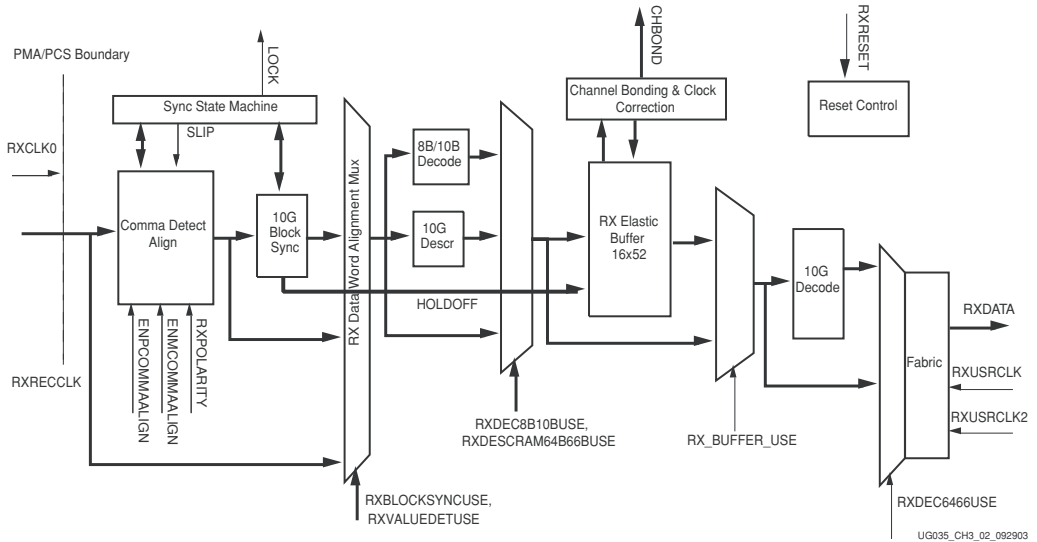 PMA/PCS Boundary
LOCK
CHBOND
RXRESET
Sync State Machine
SLIP
Channel Bonding & Clock
Correction
Reset Control
RXCLK0
Comma Detect
Align
10G
Block
Sync
RX Data Word Alignment Mux
8B/10B
Decode
10G
Descr
HOLDOFF
RX Elastic
Buffer
16x52
10G
Decode
Fabric
RXDATA
RXUSRCLK
RXUSRCLK2
RXRECCLK
ENPCOMMAALIGN
ENMCOMMAALIGN
RXPOLARITY
RXDEC8B10BUSE,
RXDESCRAM64B66BUSE
RX_BUFFER_USE
RXBLOCKSYNCUSE,
RXVALUEDETUSE
RXDEC6466USE
UG035_CH3_02_092903